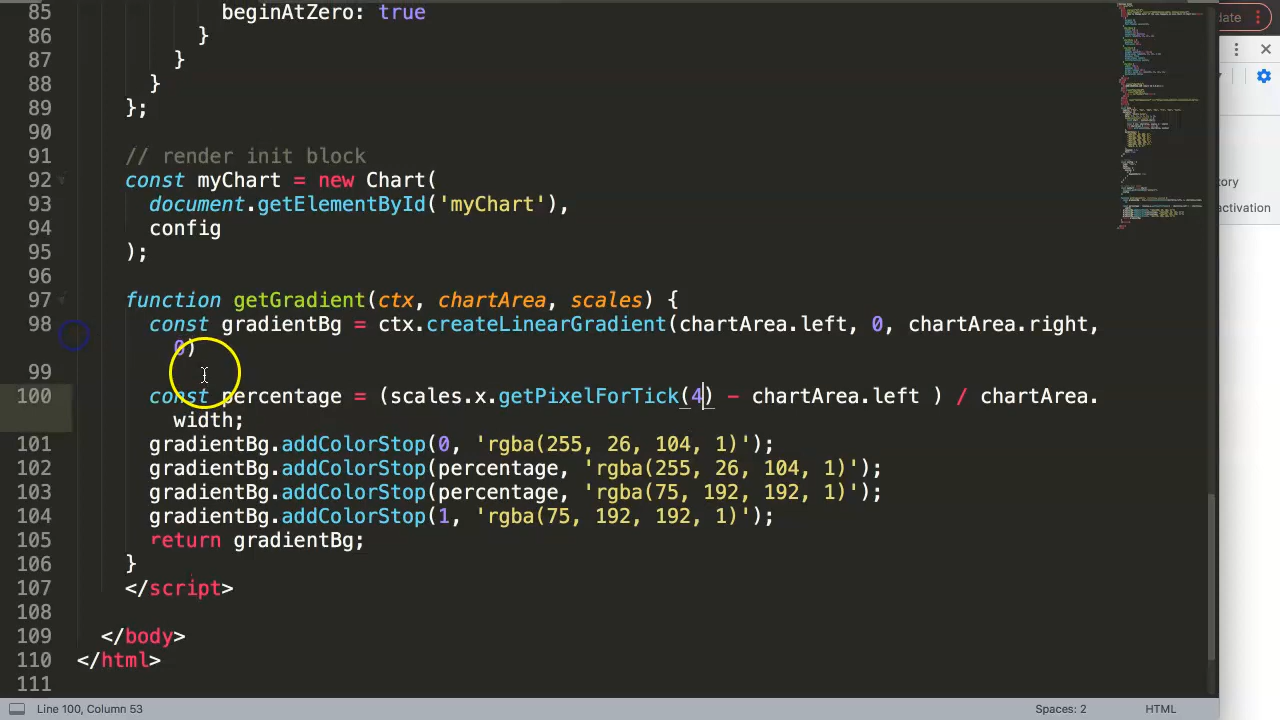 85 beginAtZero: true
86 }
87 }
88 }
89 };
90
91 // render init block
92 const myChart = new Chart(
93 document.getElementById('myChart'),
94 config
95 );
96
97 function getGradient(ctx, chartArea, scales) {
98 const gradientBg = ctx.createLinearGradient(chartArea.left, 0, chartArea.right,
0)
99
100 const percentage = (scales.x.getPixelForTick(4) - chartArea.left ) / chartArea.
width;
101 gradientBg.addColorStop(0, 'rgba(255, 26, 104, 1)');
102 gradientBg.addColorStop(percentage, 'rgba(255, 26, 104, 1)');
103 gradientBg.addColorStop(percentage, 'rgba(75, 192, 192, 1)');
104 gradientBg.addColorStop(1, 'rgba(75, 192, 192, 1)');
105 return gradientBg;
106 }
107 </script>
108
109 </body>
110 </html>
111
Line 100, Column 53 Spaces: 2 HTML
date
tory
activation